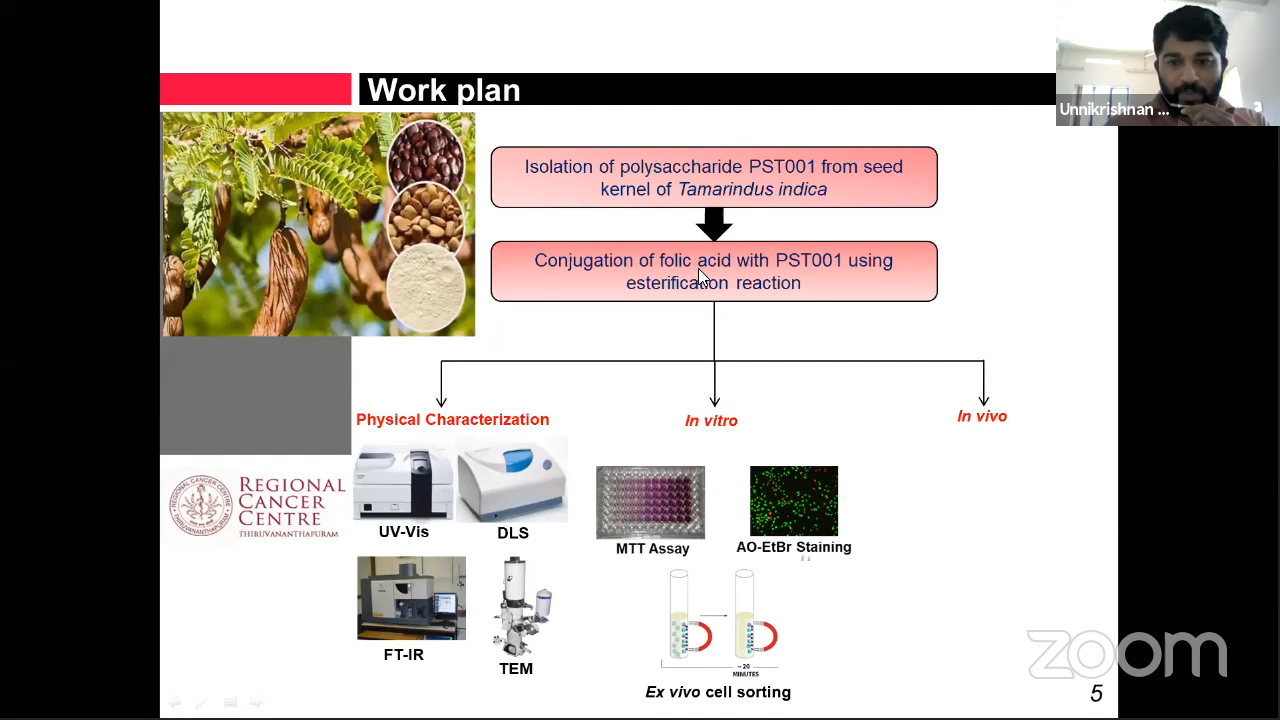 Work plan
Unnikrishnan ...
Isolation of polysaccharide PST001 from seed
kernel of Tamarindus indica
Conjugation of folic acid with PST001 using
esterification reaction
Physical Characterization
In vitro
In vivo
REGIONAL
CANCER
CENTRE
THIRUVANANTHAPURAM
UV-Vis
DLS
MTT Assay
AO-EtBr Staining
FT-IR
TEM
~ 20
MINUTES
Ex vivo cell sorting
zoom
5